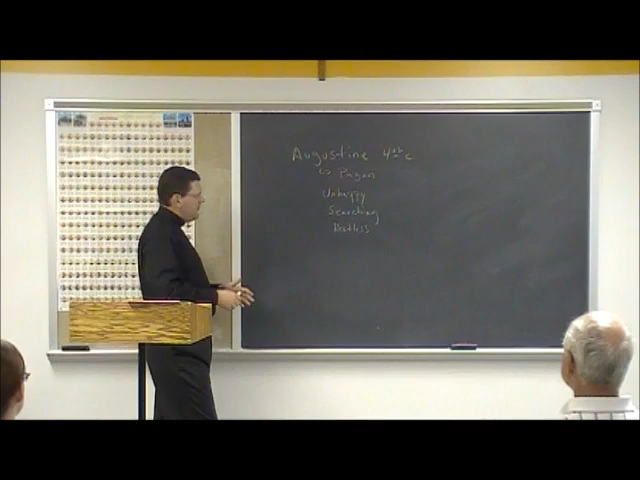 Augustine 4th c.
↳ Pagan
Unhappy
Searching
Restless